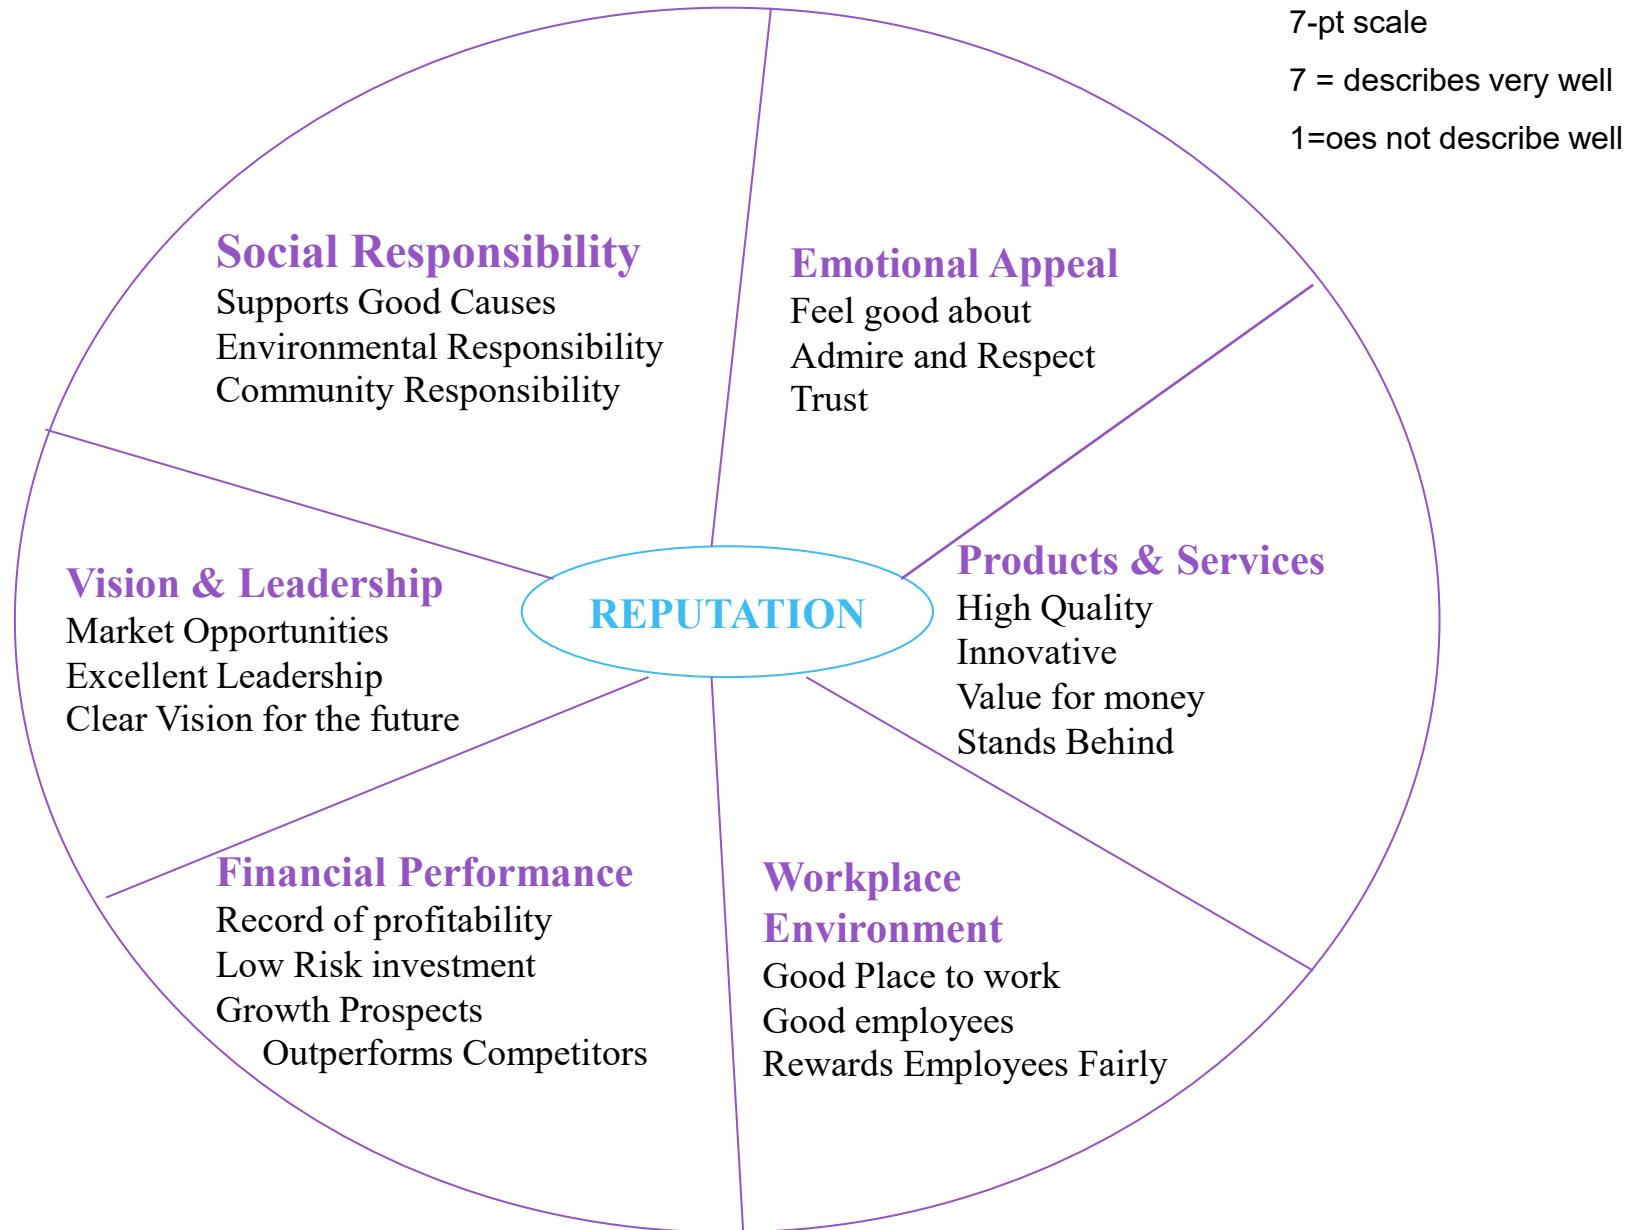 7-pt scale
7 = describes very well
1=oes not describe well
Social Responsibility
Supports Good Causes
Environmental Responsibility
Community Responsibility
Emotional Appeal
Feel good about
Admire and Respect
Trust
Vision & Leadership
Market Opportunities
Excellent Leadership
Clear Vision for the future
REPUTATION
Products & Services
High Quality
Innovative
Value for money
Stands Behind
Financial Performance
Record of profitability
Low Risk investment
Growth Prospects
Outperforms Competitors
Workplace
Environment
Good Place to work
Good employees
Rewards Employees Fairly